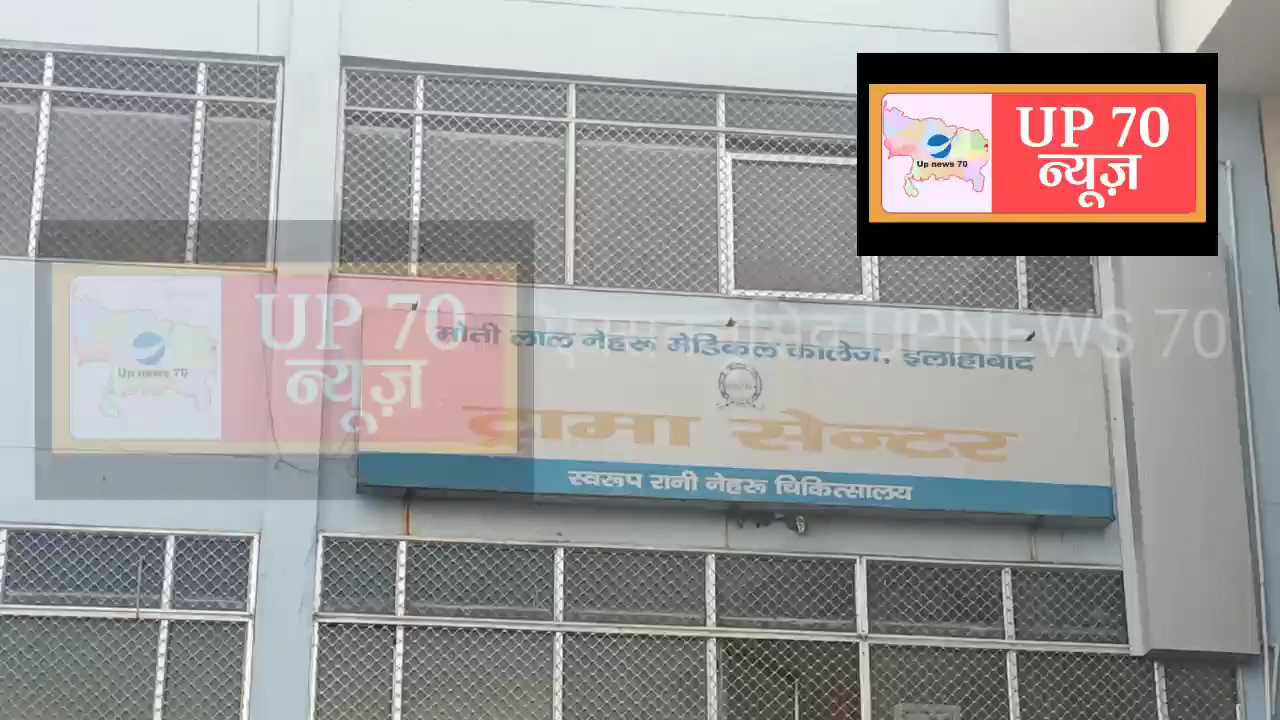 UP 70
न्यूज़
Up news 70
UP 70
न्यूज़
Up news 70
UPNEWS 70
मोती लाल नेहरू मेडिकल कालेज, इलाहाबाद
ट्रामा सेन्टर
स्वरूप रानी नेहरू चिकित्सालय